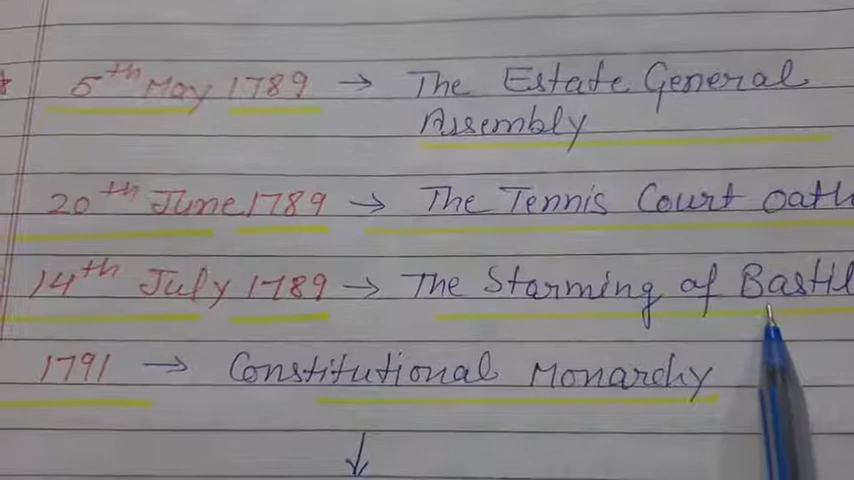 5th May 1789 → The Estate General
Assembly
20th June 1789 → The Tennis Court oath
14th July 1789 → The Storming of
1791 → Constitutional Monarchy
↓